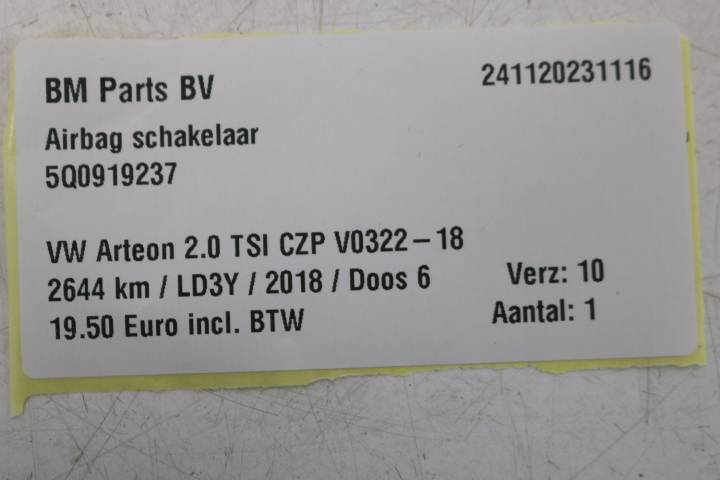 BM Parts BV 241120231116
Airbag schakelaar
5Q0919237
VW Arteon 2.0 TSI CZP V0322-18
2644 km / LD3Y / 2018 / Doos 6 Verz: 10
19.50 Euro incl. BTW Aantal: 1